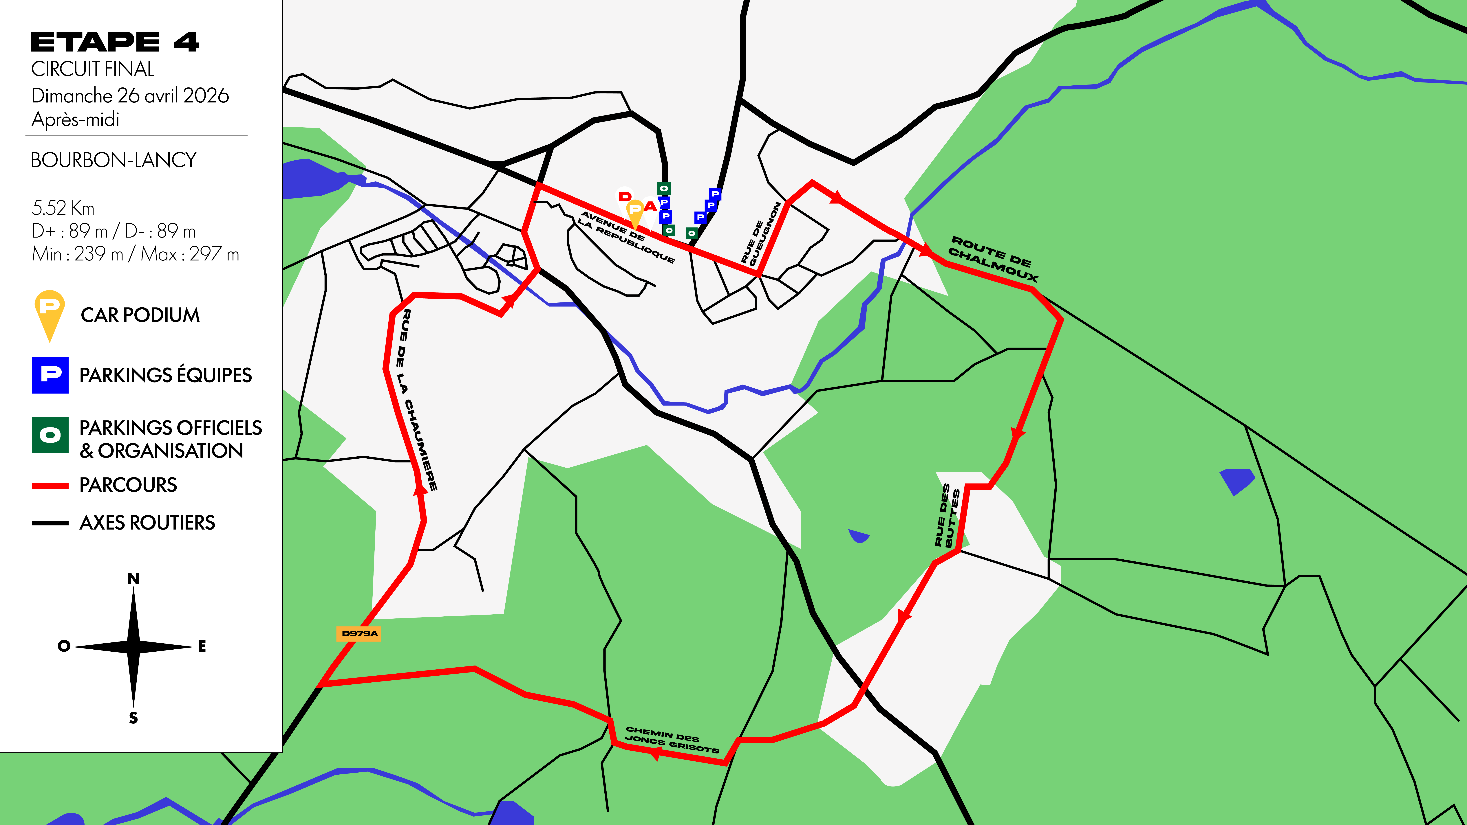 ETAPE 4
CIRCUIT FINAL
Dimanche 26 avril 2026
Après-midi
BOURBON-LANCY
5.52 Km
D+ : 89 m / D- : 89 m
Min : 239 m / Max : 297 m
P CAR PODIUM
P PARKINGS ÉQUIPES
O PARKINGS OFFICIELS
& ORGANISATION
PARCOURS
AXES ROUTIERS
N
O E
S
D
P
A
O
P
P
O
P
P
P
O
AVENUE DE
LA REPUBLIQUE
RUE DE
GUEUGNON
ROUTE DE
CHALMOUX
RUE DES
BUTTES
CHEMIN DES
JONCS GRISOTS
D979A
RUE DE LA CHAUMIERE